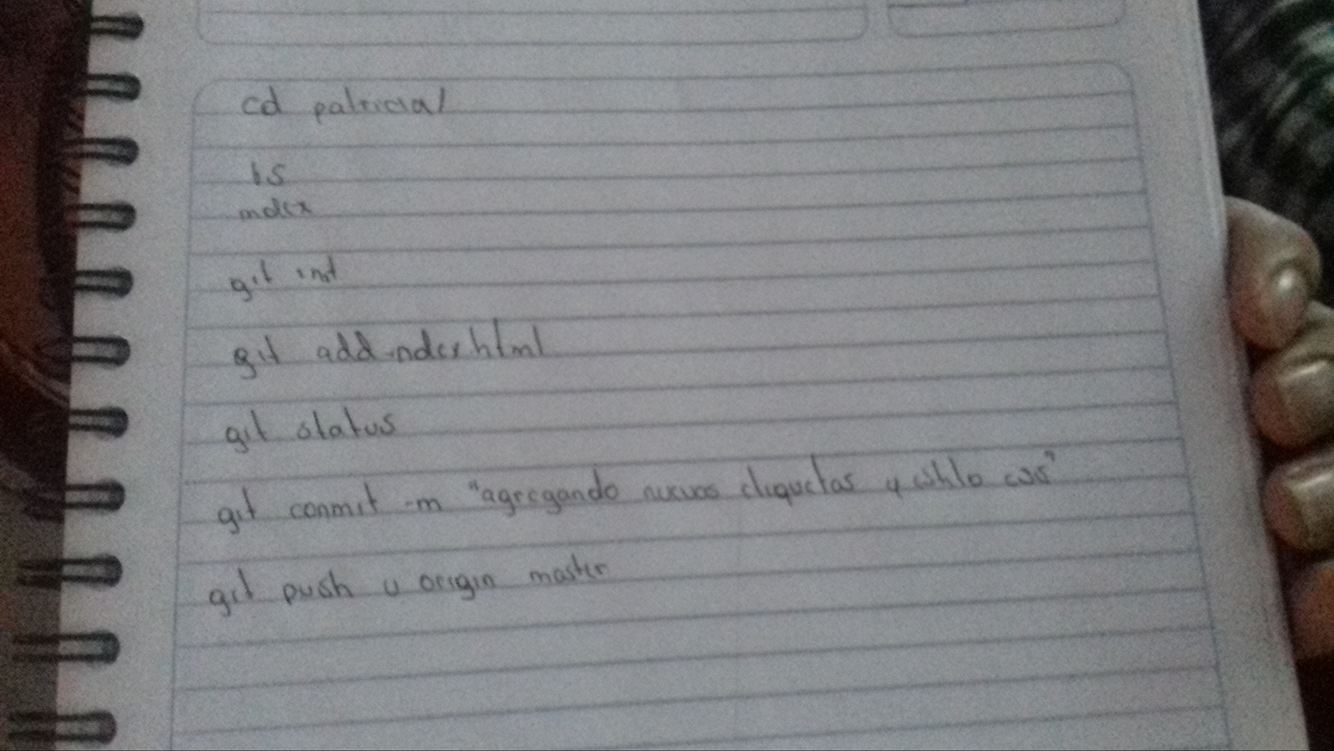 cd patricia/
ls
index
git init
git add index.html
git status
git commit -m "agregando nuevos etiquetas y estilo css"
git push u origin master